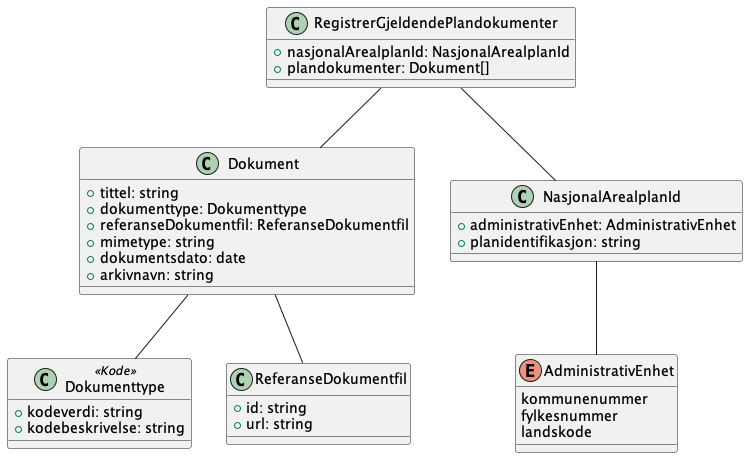 C RegistrerGjeldendePlandokumenter
nasjonalArealplanId: NasjonalArealplanId
plandokumenter: Dokument[]
C Dokument
tittel: string
dokumenttype: Dokumenttype
referanseDokumentfil: ReferanseDokumentfil
mimetype: string
dokumentsdato: date
arkivnavn: string
C NasjonalArealplanId
administrativEnhet: AdministrativEnhet
planidentifikasjon: string
«Kode»
C Dokumenttype
kodeverdi: string
kodebeskrivelse: string
C ReferanseDokumentfil
id: string
url: string
E AdministrativEnhet
kommunenummer
fylkesnummer
landskode